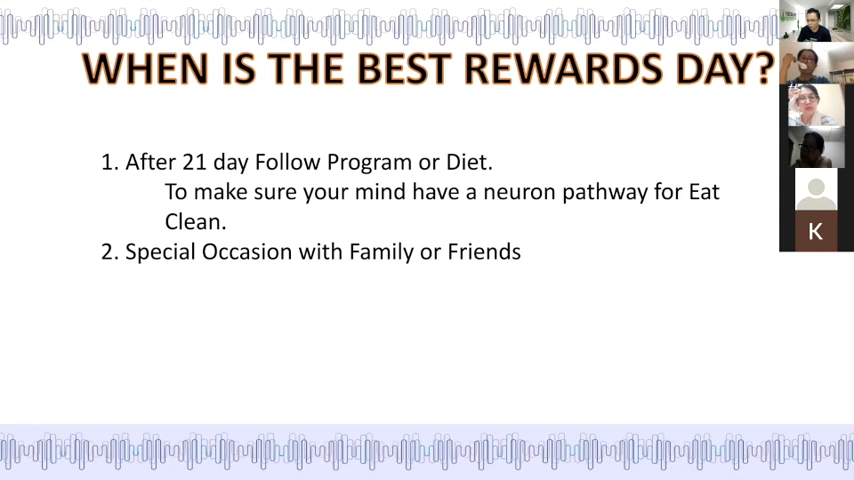 WHEN IS THE BEST REWARDS DAY?
1. After 21 day Follow Program or Diet.
To make sure your mind have a neuron pathway for Eat
Clean.
2. Special Occasion with Family or Friends
K